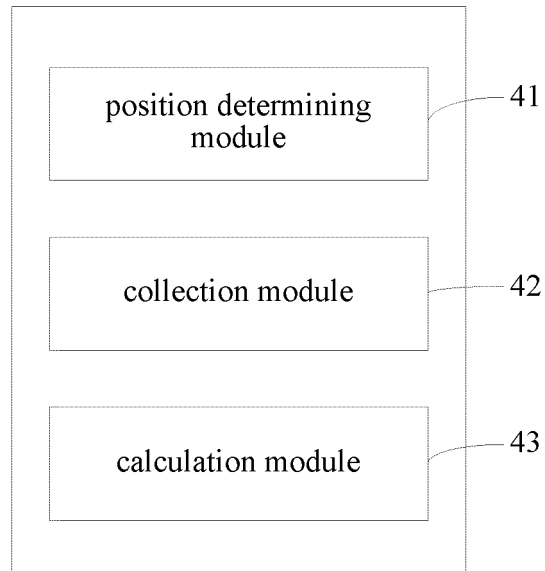 position determining
module
41
collection module
42
calculation module
43